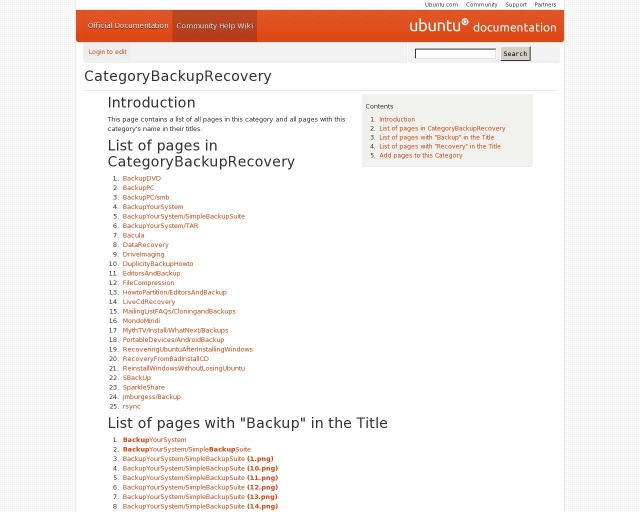 Ubuntu.com Community Support Partners
Official Documentation Community Help Wiki
ubuntu® documentation
Login to edit
Search
CategoryBackupRecovery
Introduction
This page contains a list of all pages in this category and all pages with this
category's name in their titles.
Contents
1. Introduction
2. List of pages in CategoryBackupRecovery
3. List of pages with "Backup" in the Title
4. List of pages with "Recovery" in the Title
5. Add pages to this Category
List of pages in
CategoryBackupRecovery
1. BackupDVD
2. BackupPC
3. BackupPC/smb
4. BackupYourSystem
5. BackupYourSystem/SimpleBackupSuite
6. BackupYourSystem/TAR
7. Bacula
8. DataRecovery
9. DriveImaging
10. DuplicityBackupHowto
11. EditorsAndBackup
12. FileCompression
13. HowtoPartition/EditorsAndBackup
14. LiveCdRecovery
15. MailingListFAQs/CloningandBackups
16. MondoMindi
17. MythTV/Install/WhatNext/Backups
18. PortableDevices/AndroidBackup
19. RecoveringUbuntuAfterInstallingWindows
20. RecoveryFromBadInstallCD
21. ReinstallWindowsWithoutLosingUbuntu
22. SBackUp
23. SparkleShare
24. jmburgess/Backup
25. rsync
List of pages with "Backup" in the Title
1. BackupYourSystem
2. BackupYourSystem/SimpleBackupSuite
3. BackupYourSystem/SimpleBackupSuite (1.png)
4. BackupYourSystem/SimpleBackupSuite (10.png)
5. BackupYourSystem/SimpleBackupSuite (11.png)
6. BackupYourSystem/SimpleBackupSuite (12.png)
7. BackupYourSystem/SimpleBackupSuite (13.png)
8. BackupYourSystem/SimpleBackupSuite (14.png)